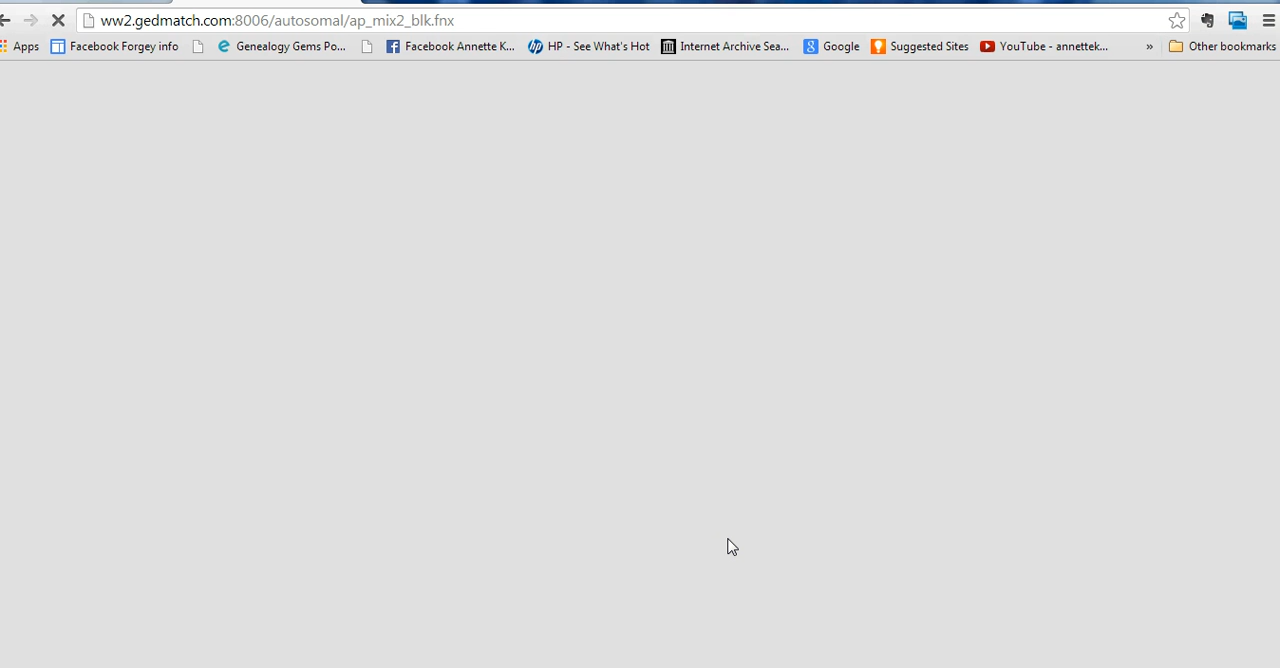 ww2.gedmatch.com:8006/autosomal/ap_mix2_blk.fnx
Apps Facebook Forgey info Genealogy Gems Po... Facebook Annette K... HP - See What's Hot Internet Archive Sea... Google Suggested Sites YouTube - annettek... » Other bookmarks